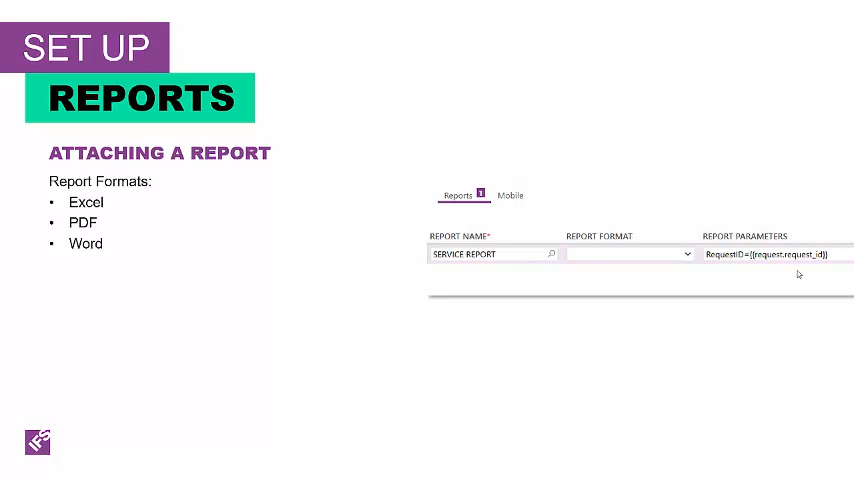 SET UP
REPORTS
ATTACHING A REPORT
Report Formats:
• Excel
• PDF
• Word
Reports 1 Mobile
REPORT NAME* REPORT FORMAT REPORT PARAMETERS
SERVICE REPORT RequestID={{request.request_id}}
IFS